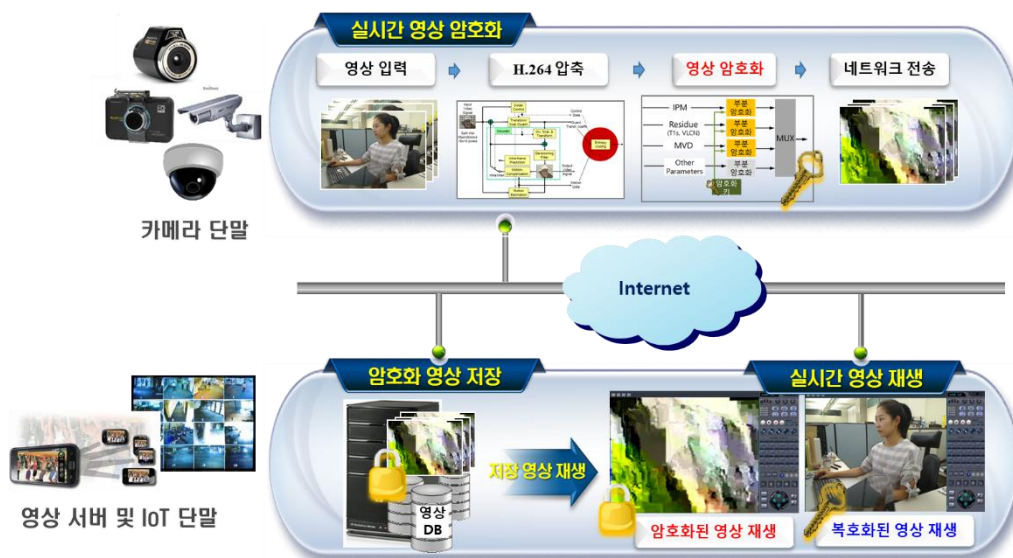 실시간 영상 암호화
영상 입력
H.264 압축
영상 암호화
네트워크 전송
IPM
Residue
(T1s, VLCN)
MVD
Other
Parameters
부분
암호화
부분
암호화
부분
암호화
부분
암호화
MUX
암호화
키
카메라 단말
Internet
암호화 영상 저장
실시간 영상 재생
영상
DB
저장 영상 재생
암호화된 영상 재생
복호화된 영상 재생
영상 서버 및 IoT 단말